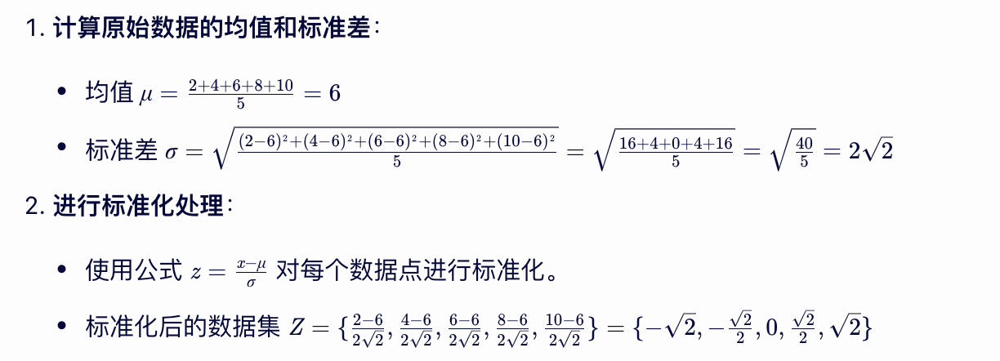 1. 计算原始数据的均值和标准差：
• 均值 $\mu = \frac{2+4+6+8+10}{5} = 6$
• 标准差 $\sigma = \sqrt{\frac{(2-6)^2+(4-6)^2+(6-6)^2+(8-6)^2+(10-6)^2}{5}} = \sqrt{\frac{16+4+0+4+16}{5}} = \sqrt{\frac{40}{5}} = 2\sqrt{2}$
2. 进行标准化处理：
• 使用公式 $z = \frac{x-\mu}{\sigma}$ 对每个数据点进行标准化。
• 标准化后的数据集 $Z = \{\frac{2-6}{2\sqrt{2}}, \frac{4-6}{2\sqrt{2}}, \frac{6-6}{2\sqrt{2}}, \frac{8-6}{2\sqrt{2}}, \frac{10-6}{2\sqrt{2}}\} = \{-\sqrt{2}, -\frac{\sqrt{2}}{2}, 0, \frac{\sqrt{2}}{2}, \sqrt{2}\}$